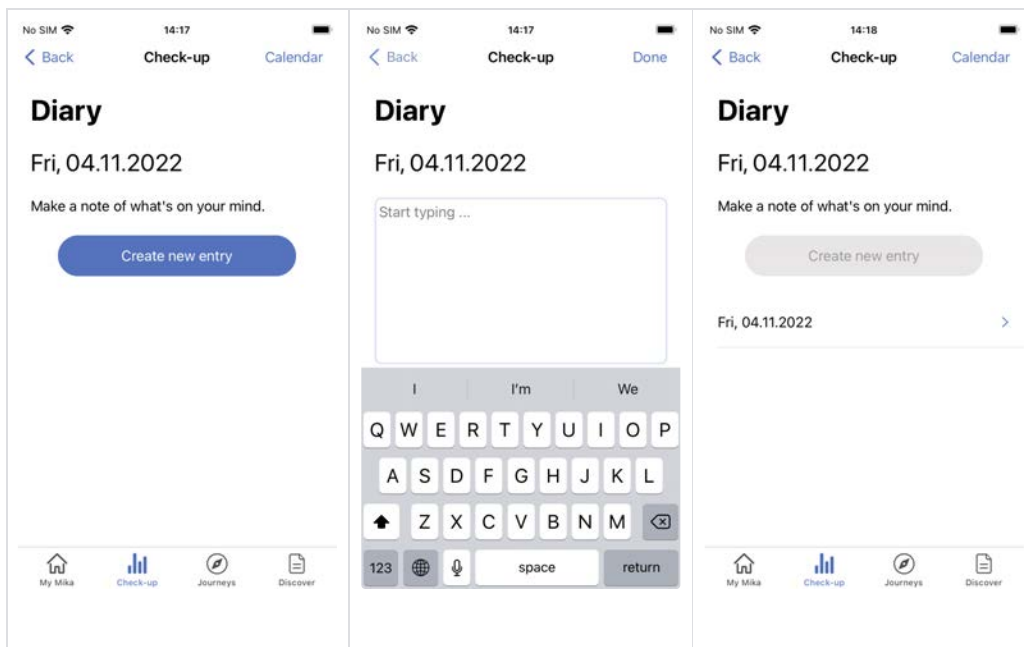 No SIM 14:17
Back Check-up Calendar
Diary
Fri, 04.11.2022
Make a note of what's on your mind.
Create new entry
My Mika Check-up Journeys Discover
No SIM 14:17
Back Check-up Done
Diary
Fri, 04.11.2022
Start typing ...
I I'm We
Q W E R T Y U I O P
A S D F G H J K L
Z X C V B N M
123 space return
No SIM 14:18
Back Check-up Calendar
Diary
Fri, 04.11.2022
Make a note of what's on your mind.
Create new entry
Fri, 04.11.2022
My Mika Check-up Journeys Discover